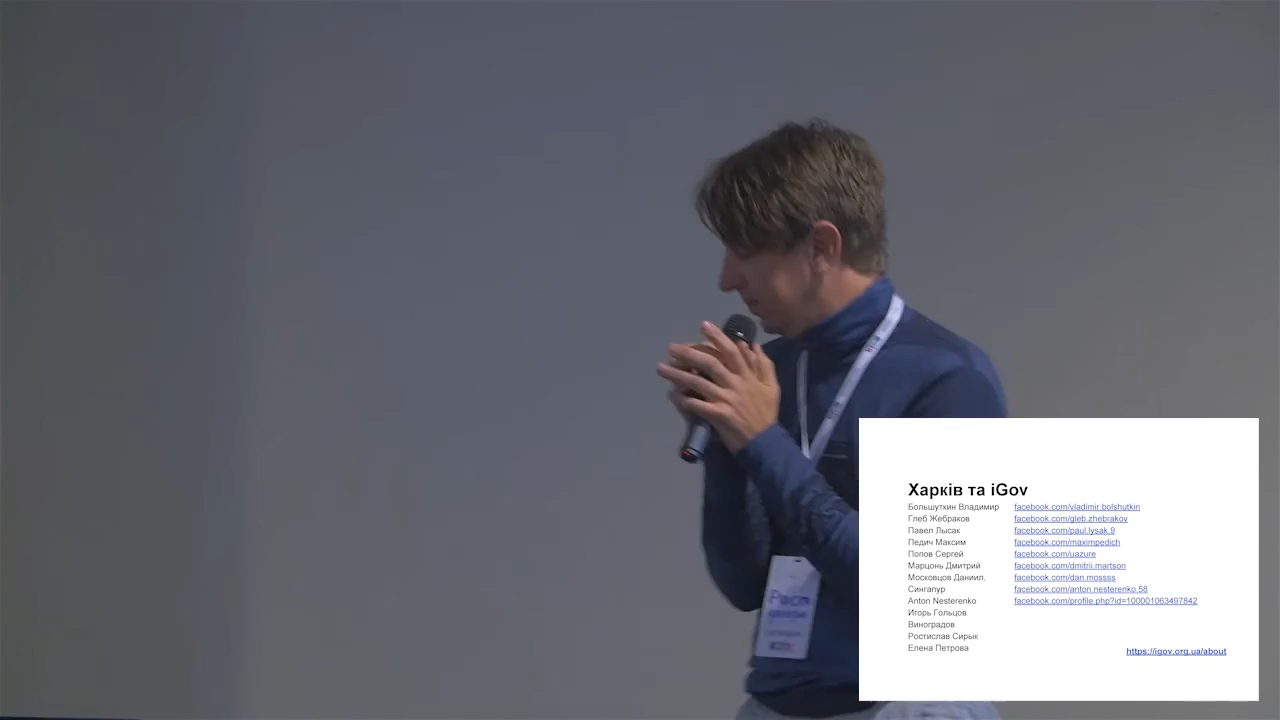 Харків та iGov
Большуткин Владимир facebook.com/vladimir.bolshutkin
Глеб Жебраков facebook.com/gleb.zhebrakov
Павел Лысак facebook.com/paul.lysak.9
Педич Максим facebook.com/maximpedich
Попов Сергей facebook.com/uazure
Марцонь Дмитрий facebook.com/dmitrii.martson
Московцов Даниил, facebook.com/dan.mossss
Сингапур facebook.com/anton.nesterenko.58
Anton Nesterenko facebook.com/profile.php?id=100001063497842
Игорь Гольцов
Виноградов
Ростислав Сирык
Елена Петрова
https://igov.org.ua/about